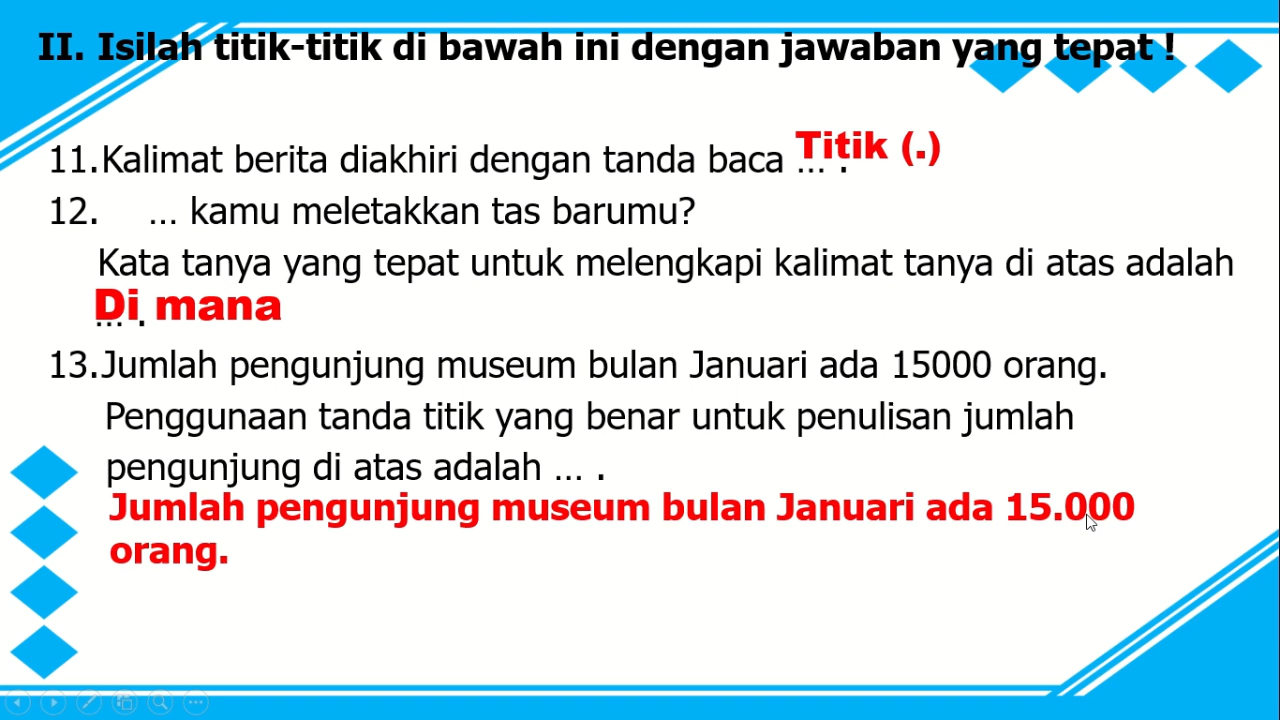 II. Isilah titik-titik di bawah ini dengan jawaban yang tepat !
11.Kalimat berita diakhiri dengan tanda baca ... . Titik (.)
12. ... kamu meletakkan tas barumu?
Kata tanya yang tepat untuk melengkapi kalimat tanya di atas adalah
... . Di mana
13.Jumlah pengunjung museum bulan Januari ada 15000 orang.
Penggunaan tanda titik yang benar untuk penulisan jumlah
pengunjung di atas adalah ... .
Jumlah pengunjung museum bulan Januari ada 15.000
orang.